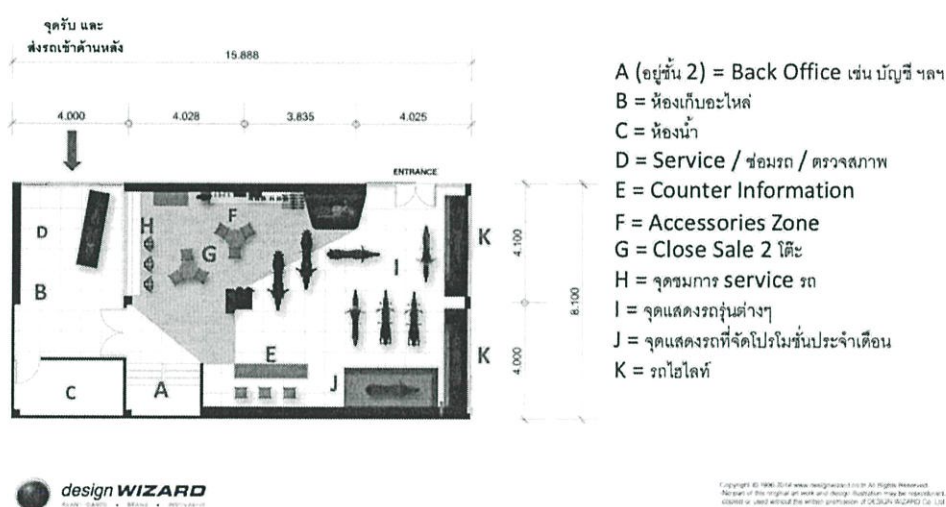 จุดรับ และ
ส่งรถเข้าด้านหลัง
15.888
4.000
4.028
3.835
4.025
ENTRANCE
D
H
F
G
K
I
B
4.100
8.100
4.000
E
K
J
C
A
A (อยู่ชั้น 2) = Back Office เช่น บัญชี ฯลฯ
B = ห้องเก็บอะไหล่
C = ห้องน้ำ
D = Service / ซ่อมรถ / ตรวจสภาพ
E = Counter Information
F = Accessories Zone
G = Close Sale 2 โต๊ะ
H = จุดชมการ service รถ
I = จุดแสดงรถรุ่นต่างๆ
J = จุดแสดงรถที่จัดโปรโมชั่นประจำเดือน
K = รถไฮไลท์
design WIZARD